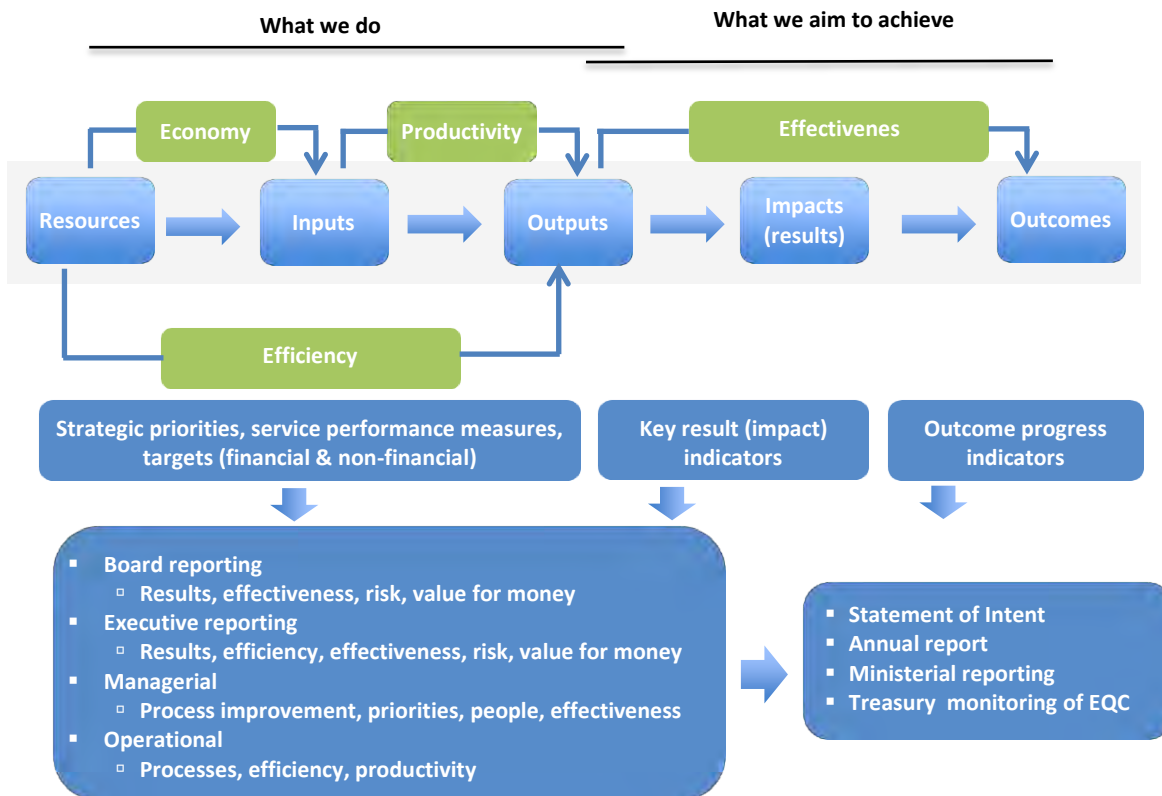 What we do
What we aim to achieve
Economy
Productivity
Effectivenes
Resources
Inputs
Outputs
Impacts
(results)
Outcomes
Efficiency
Strategic priorities, service performance measures,
targets (financial & non-financial)
Key result (impact)
indicators
Outcome progress
indicators
▪ Board reporting
▫ Results, effectiveness, risk, value for money
▪ Executive reporting
▫ Results, efficiency, effectiveness, risk, value for money
▪ Managerial
▫ Process improvement, priorities, people, effectiveness
▪ Operational
▫ Processes, efficiency, productivity
▪ Statement of Intent
▪ Annual report
▪ Ministerial reporting
▪ Treasury monitoring of EQC